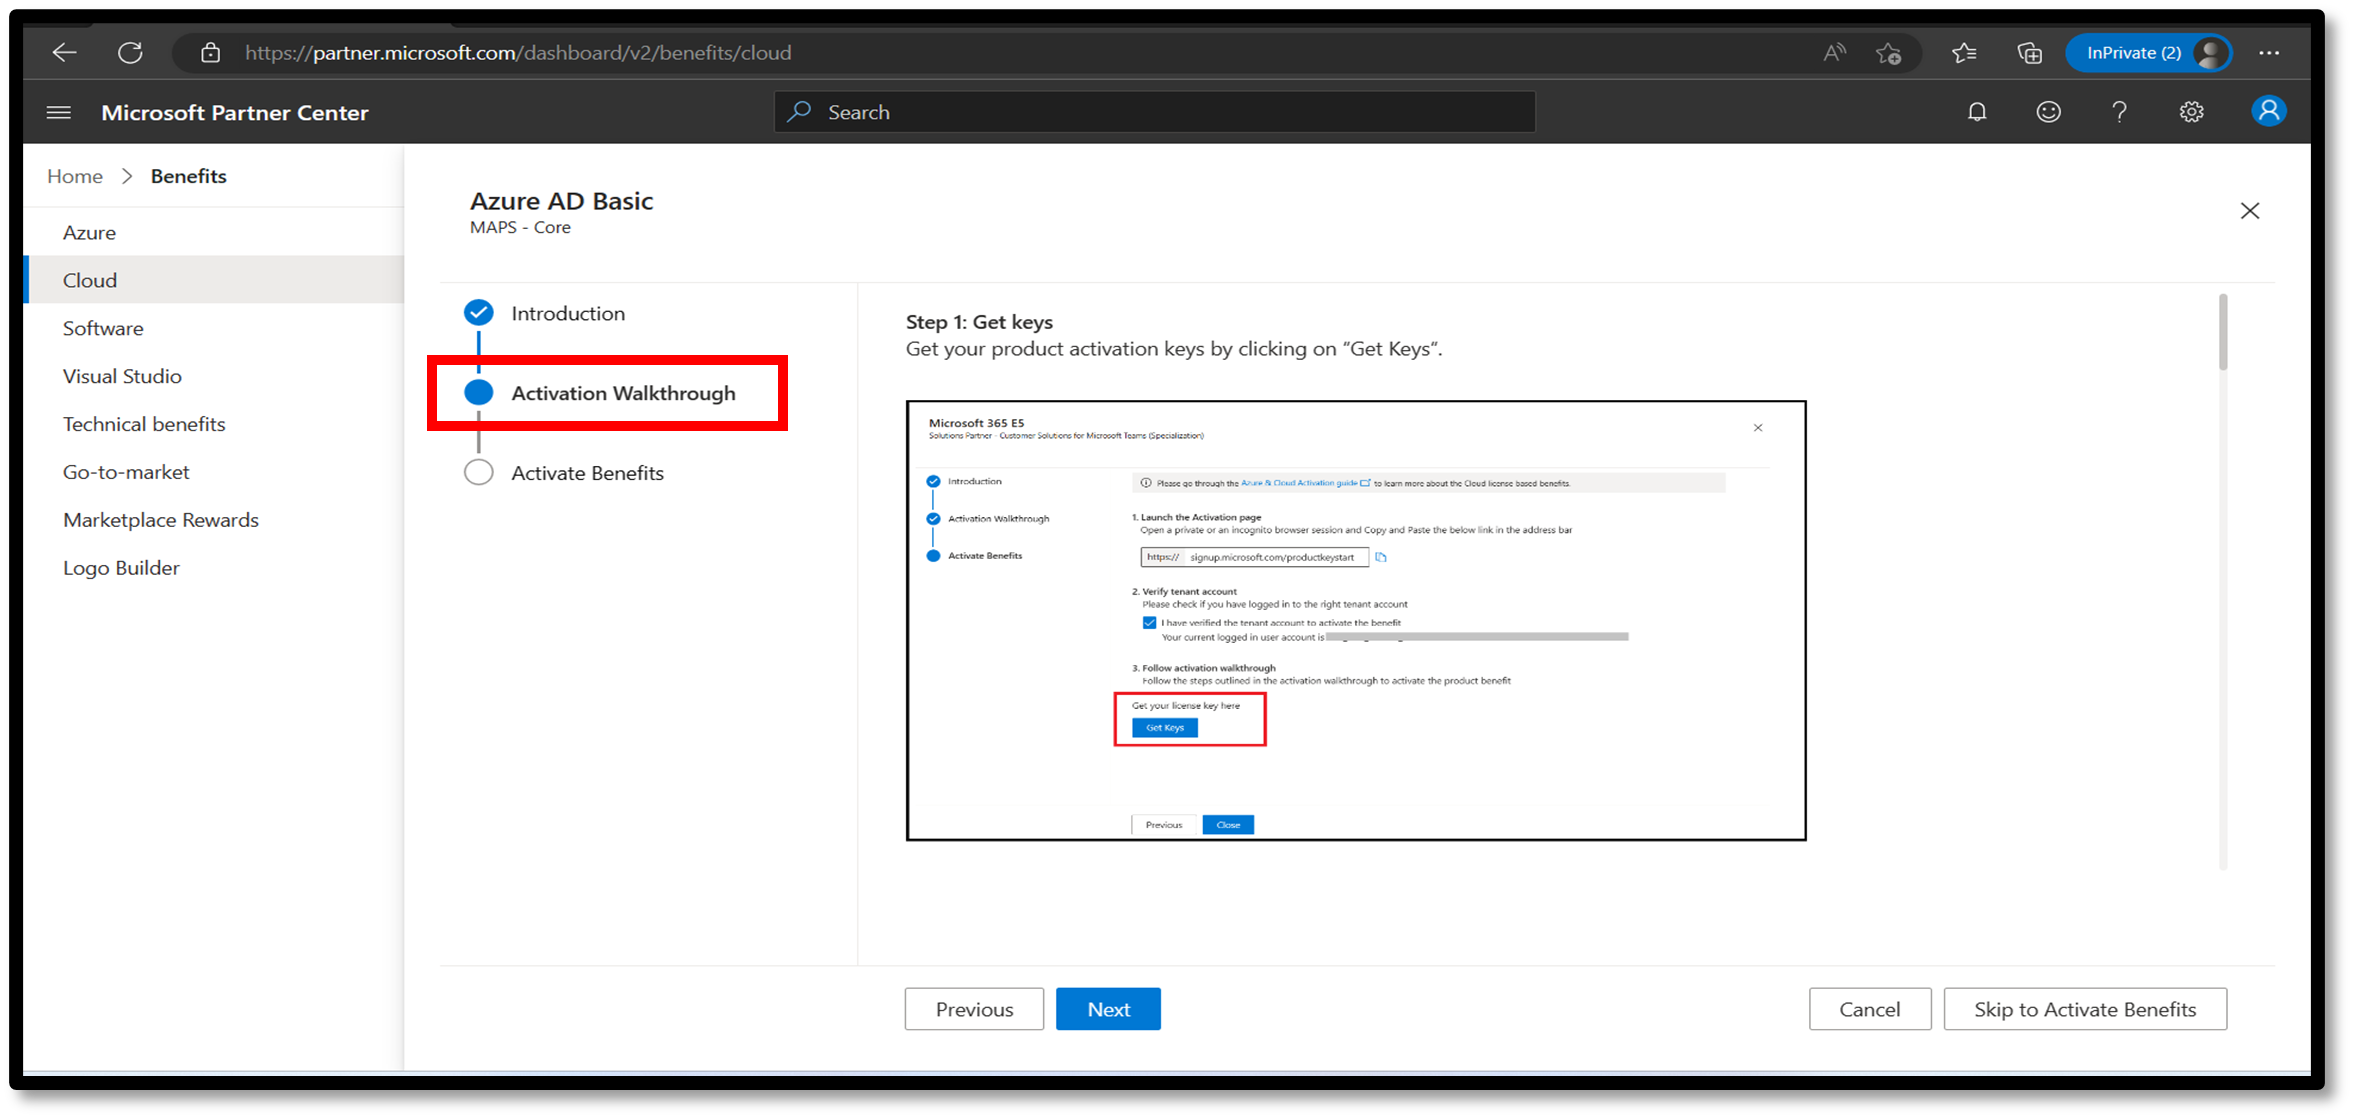 https://partner.microsoft.com/dashboard/v2/benefits/cloud
InPrivate (2)
Microsoft Partner Center
Search
Home > Benefits
Azure
Cloud
Software
Visual Studio
Technical benefits
Go-to-market
Marketplace Rewards
Logo Builder
Azure AD Basic
MAPS - Core
Introduction
Activation Walkthrough
Activate Benefits
Step 1: Get keys
Get your product activation keys by clicking on “Get Keys“.
Microsoft 365 E5
Solutions Partner - Customer Solutions for Microsoft Teams (Specialization)
Introduction
Activation Walkthrough
Activate Benefits
Please go through the Azure & Cloud Activation guide to learn more about the Cloud license based benefits.
1. Launch the Activation page
Open a private or an incognito browser session and Copy and Paste the below link in the address bar
https:// signup.microsoft.com/productkeystart
2. Verify tenant account
Please check if you have logged in to the right tenant account
I have verified the tenant account to activate the benefit
Your current logged in user account is
3. Follow activation walkthrough
Follow the steps outlined in the activation walkthrough to activate the product benefit
Get your license key here
Get Keys
Previous
Close
Previous
Next
Cancel
Skip to Activate Benefits